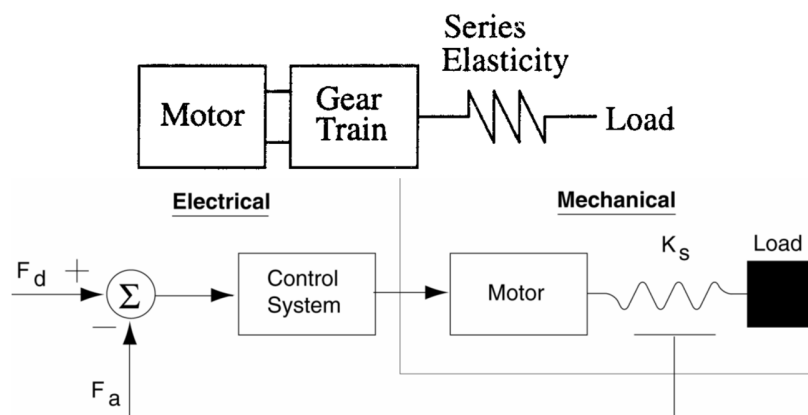 Series
Elasticity
Motor
Gear
Train
Load
Electrical
Mechanical
F d
+
Σ
−
F a
Control
System
Motor
K s
Load